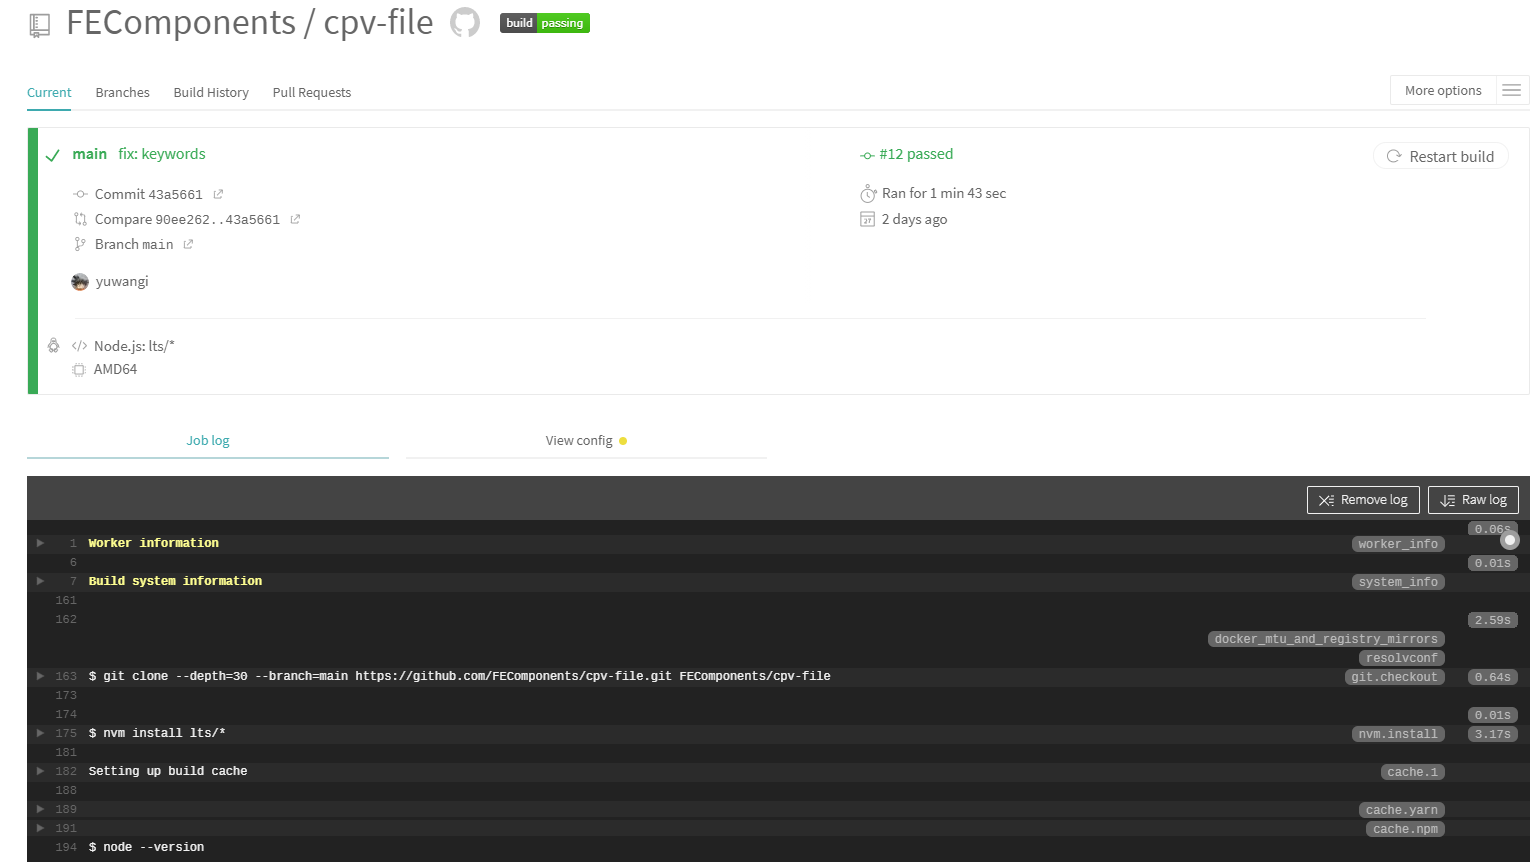 FEComponents / cpv-file build passing
Current Branches Build History Pull Requests More options
main fix: keywords #12 passed Restart build
Commit 43a5661 Ran for 1 min 43 sec
Compare 90ee262..43a5661 2 days ago
Branch main
yuwangi
Node.js: lts/*
AMD64
Job log View config
Remove log Raw log
0.06s
1 Worker information worker_info
6 0.01s
7 Build system information system_info
161
162 2.59s
docker_mtu_and_registry_mirrors
resolvconf
163 $ git clone --depth=30 --branch=main https://github.com/FEComponents/cpv-file.git FEComponents/cpv-file git.checkout 0.64s
173
174 0.01s
175 $ nvm install lts/* nvm.install 3.17s
181
182 Setting up build cache cache.1
188
189 cache.yarn
191 cache.npm
194 $ node --version